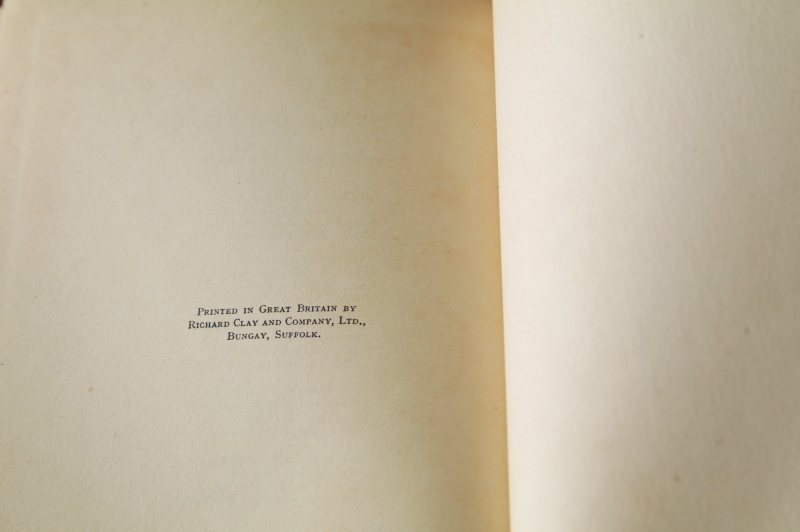 Printed in Great Britain by
Richard Clay and Company, Ltd.,
Bungay, Suffolk.